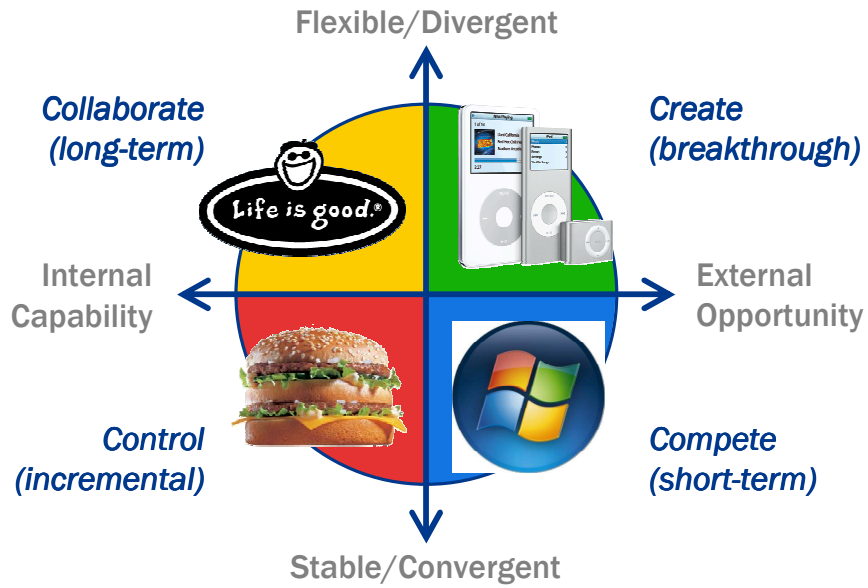 Flexible/Divergent
Collaborate
(long-term)
Create
(breakthrough)
Life is good.®
Internal
Capability
External
Opportunity
Control
(incremental)
Compete
(short-term)
Stable/Convergent